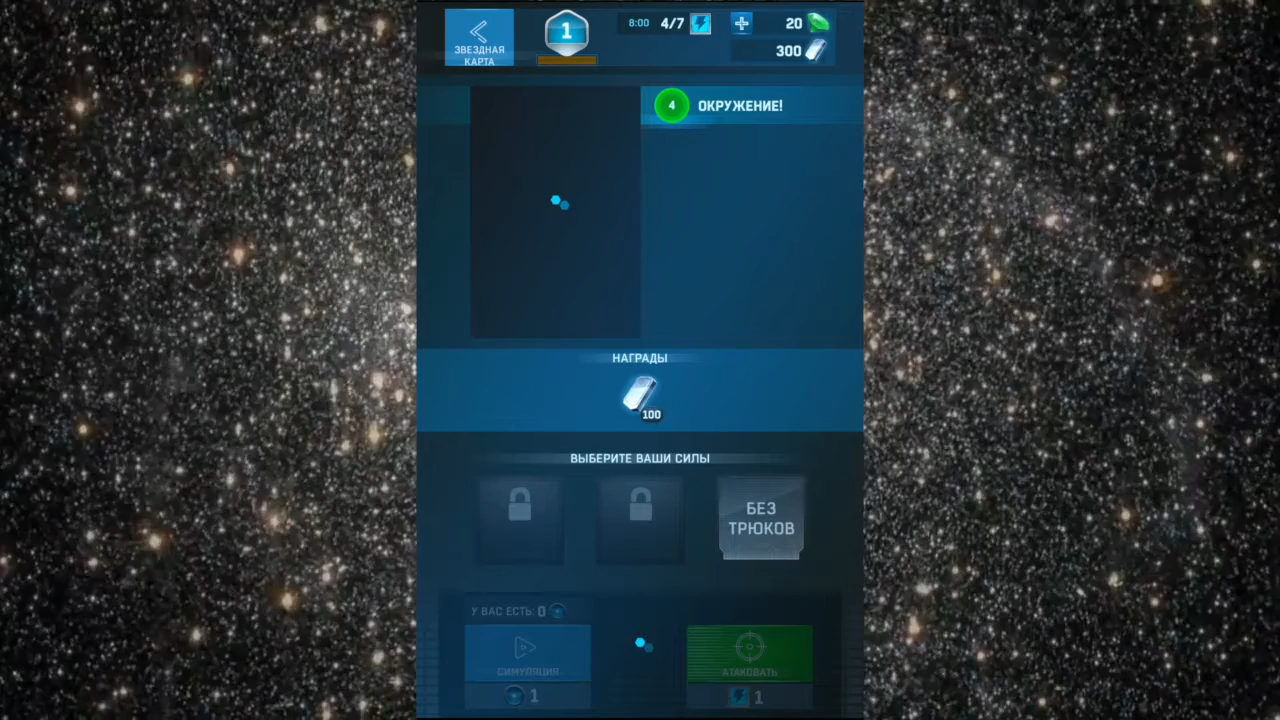 ЗВЕЗДНАЯ
КАРТА
1
8:00 4/7
20
300
4 ОКРУЖЕНИЕ!
НАГРАДЫ
100
ВЫБЕРИТЕ ВАШИ СИЛЫ
БЕЗ
ТРЮКОВ
У ВАС ЕСТЬ: 0
СИМУЛЯЦИЯ
АТАКОВАТЬ
1
1